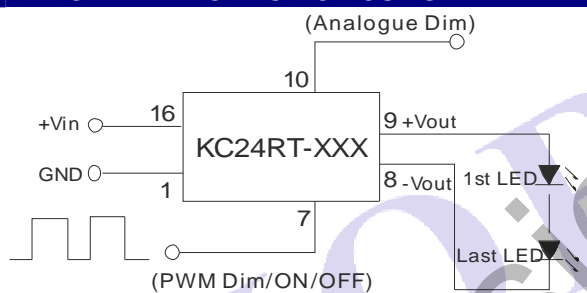 (Analogue Dim)
10
+Vin
16
9
+Vout
KC24RT-XXX
GND
1
8
-Vout
1st LED
7
Last LED
(PWM Dim/ON/OFF)